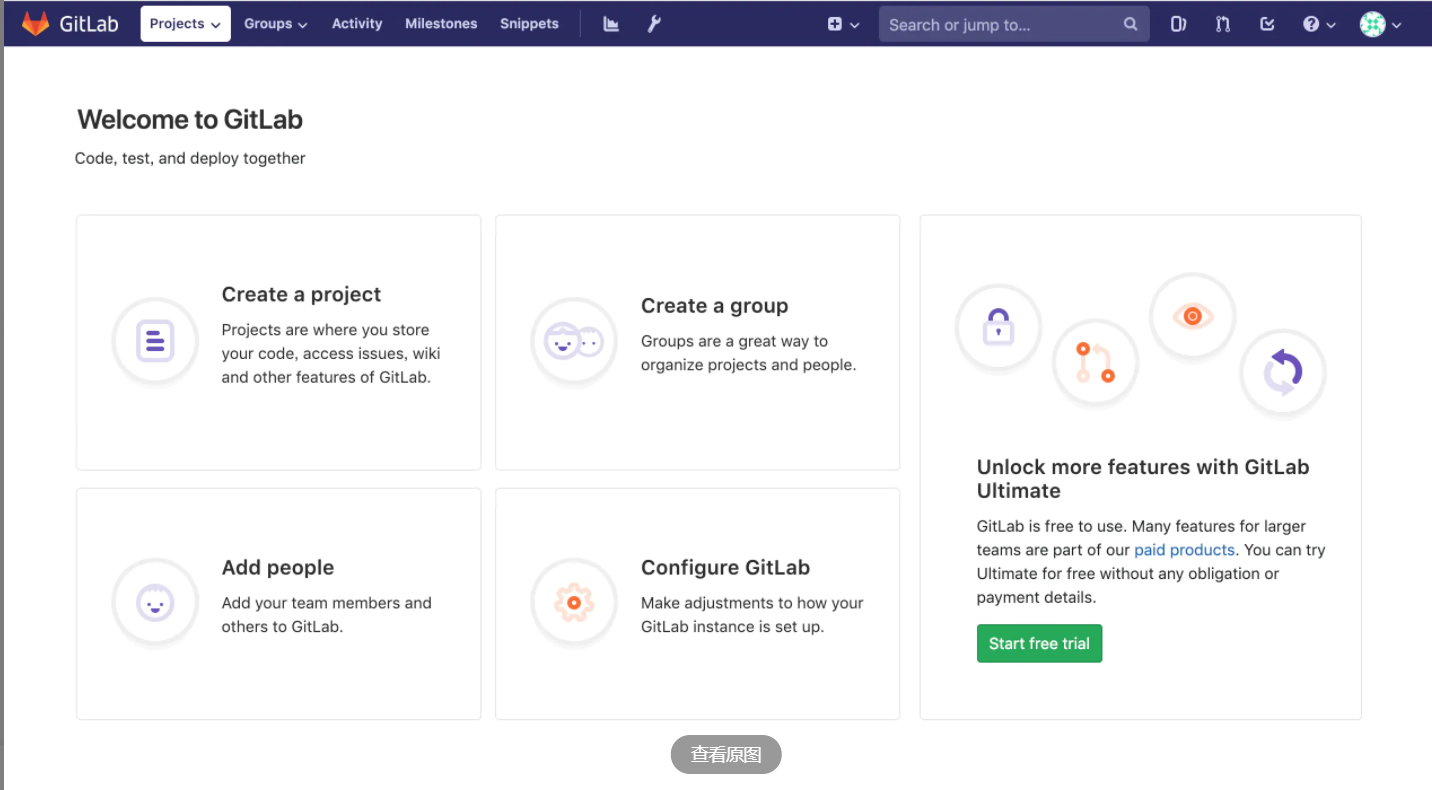 GitLab Projects Groups Activity Milestones Snippets Search or jump to...
Welcome to GitLab
Code, test, and deploy together
Create a project
Projects are where you store
your code, access issues, wiki
and other features of GitLab.
Create a group
Groups are a great way to
organize projects and people.
Add people
Add your team members and
others to GitLab.
Configure GitLab
Make adjustments to how your
GitLab instance is set up.
Unlock more features with GitLab
Ultimate
GitLab is free to use. Many features for larger
teams are part of our paid products. You can try
Ultimate for free without any obligation or
payment details.
Start free trial
查看原图